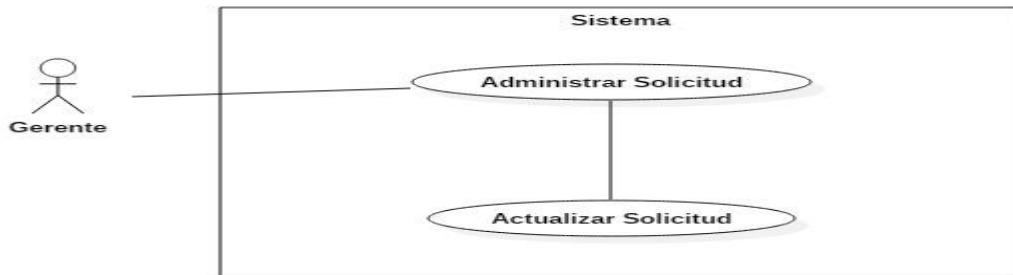 Sistema
Administrar Solicitud
Gerente
Actualizar Solicitud